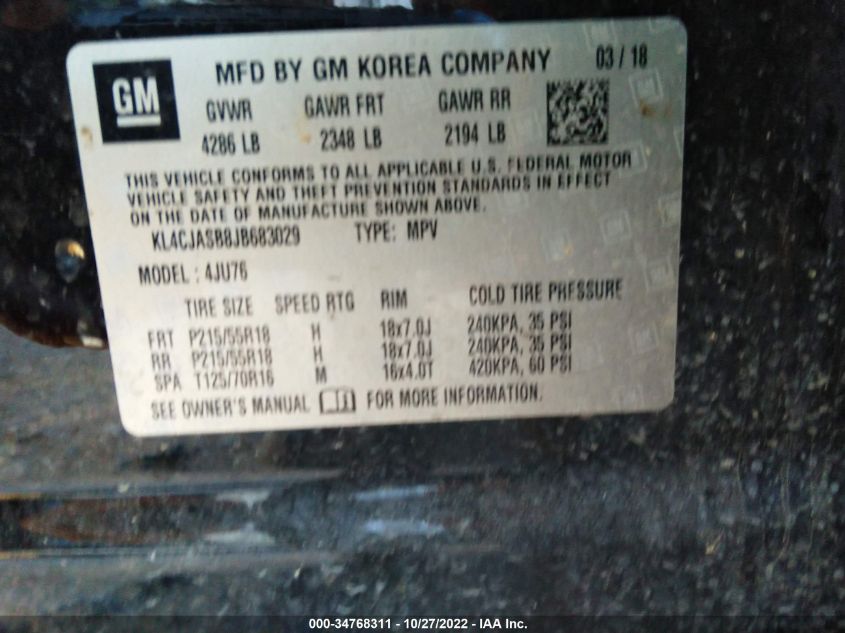 GM
MFD BY GM KOREA COMPANY 03 / 18
GVWR GAWR FRT GAWR RR
4286 LB 2348 LB 2194 LB
THIS VEHICLE CONFORMS TO ALL APPLICABLE U.S. FEDERAL MOTOR
VEHICLE SAFETY AND THEFT PREVENTION STANDARDS IN EFFECT
ON THE DATE OF MANUFACTURE SHOWN ABOVE.
KL4CJASB8JB683029 TYPE: MPV
MODEL : 4JU76
TIRE SIZE SPEED RTG RIM COLD TIRE PRESSURE
FRT P215/55R18 H 18x7.0J 240KPA, 35 PSI
RR P215/55R18 H 18x7.0J 240KPA, 35 PSI
SPA T125/70R16 M 16x4.0T 420KPA, 60 PSI
SEE OWNER'S MANUAL FOR MORE INFORMATION.
000-34768311 - 10/27/2022 - IAA Inc.